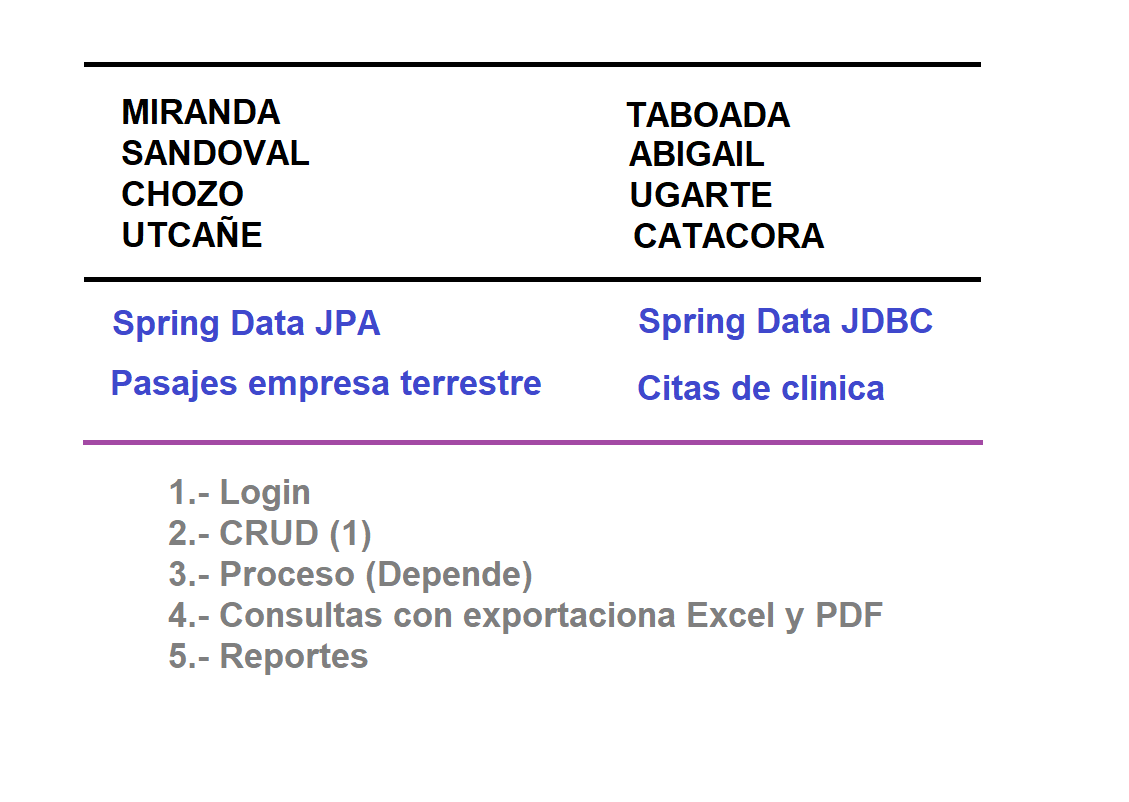 MIRANDA
SANDOVAL
CHOZO
UTCAÑE
TABOADA
ABIGAIL
UGARTE
CATACORA
Spring Data JPA
Pasajes empresa terrestre
Spring Data JDBC
Citas de clinica
1.- Login
2.- CRUD (1)
3.- Proceso (Depende)
4.- Consultas con exportaciona Excel y PDF
5.- Reportes